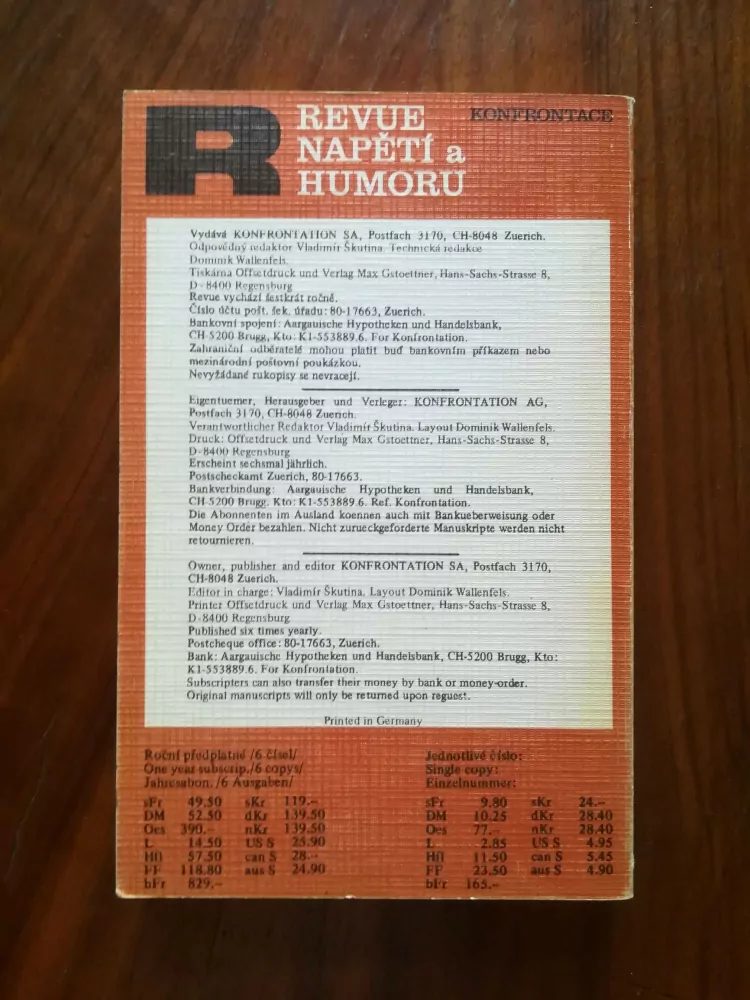 R
REVUE
NAPĚTÍ a
HUMORU
KONFRONTACE
Vydává KONFRONTATION SA, Postfach 3170, CH-8048 Zuerich.
Odpovědný redaktor Vladimír Škutina. Technická redakce
Dominik Wallenfels.
Tiskárna Offsetdruck und Verlag Max Gstoettner, Hans-Sachs-Strasse 8,
D-8400 Regensburg
Revue vychází šestkrát ročně.
Číslo účtu pošt. šek. úřadu: 80-17663, Zuerich.
Bankovní spojení: Aargauische Hypotheken und Handelsbank,
CH-5200 Brugg, Kto: K1-553889.6. For Konfrontation.
Zahraniční odběratelé mohou platit buď bankovním příkazem nebo
mezinárodní poštovní poukázkou.
Nevyžádané rukopisy se nevracejí.
Eigentuemer, Herausgeber und Verleger: KONFRONTATION AG,
Postfach 3170, CH-8048 Zuerich.
Verantwortlicher Redaktor Vladimír Škutina. Layout Dominik Wallenfels.
Druck: Offsetdruck und Verlag Max Gstoettner, Hans-Sachs-Strasse 8,
D-8400 Regensburg
Erscheint sechsmal jährlich.
Postscheckamt Zuerich, 80-17663.
Bankverbindung: Aargauische Hypotheken und Handelsbank,
CH-5200 Brugg. Kto: K1-553889.6. Ref. Konfrontation.
Die Abonnenten im Ausland koennen auch mit Bankueberweisung oder
Money Order bezahlen. Nicht zurueckgeforderte Manuskripte werden nicht
retournieren.
Owner, publisher and editor KONFRONTATION SA, Postfach 3170,
CH-8048 Zuerich.
Editor in charge: Vladimír Škutina. Layout Dominik Wallenfels.
Printer Offsetdruck und Verlag Max Gstoettner, Hans-Sachs-Strasse 8,
D-8400 Regensburg
Published six times yearly.
Postcheque office: 80-17663, Zuerich.
Bank: Aargauische Hypotheken und Handelsbank, CH-5200 Brugg, Kto:
K1-553889.6. For Konfrontation.
Subscripters can also transfer their money by bank or money-order.
Original manuscripts will only be returned upon reguest.
Printed in Germany
Roční předplatné /6 čísel/
One year subscrip./6 copys/
Jahresabon. /6 Ausgaben/
sFr 49.50 sKr 119.-
DM 52.50 dKr 139.50
Oes 390.- nKr 139.50
L 14.50 US $ 25.90
Hfl 57.50 can $ 28.-
FF 118.80 aus $ 24.90
bFr 829.-
Jednotlivé číslo:
Single copy:
Einzelnummer:
sFr 9.80 sKr 24.-
DM 10.25 dKr 28.40
Oes 77.- nKr 28.40
L 2.85 US $ 4.95
Hfl 11.50 can $ 5.45
FF 23.50 aus $ 4.90
bFr 165.-